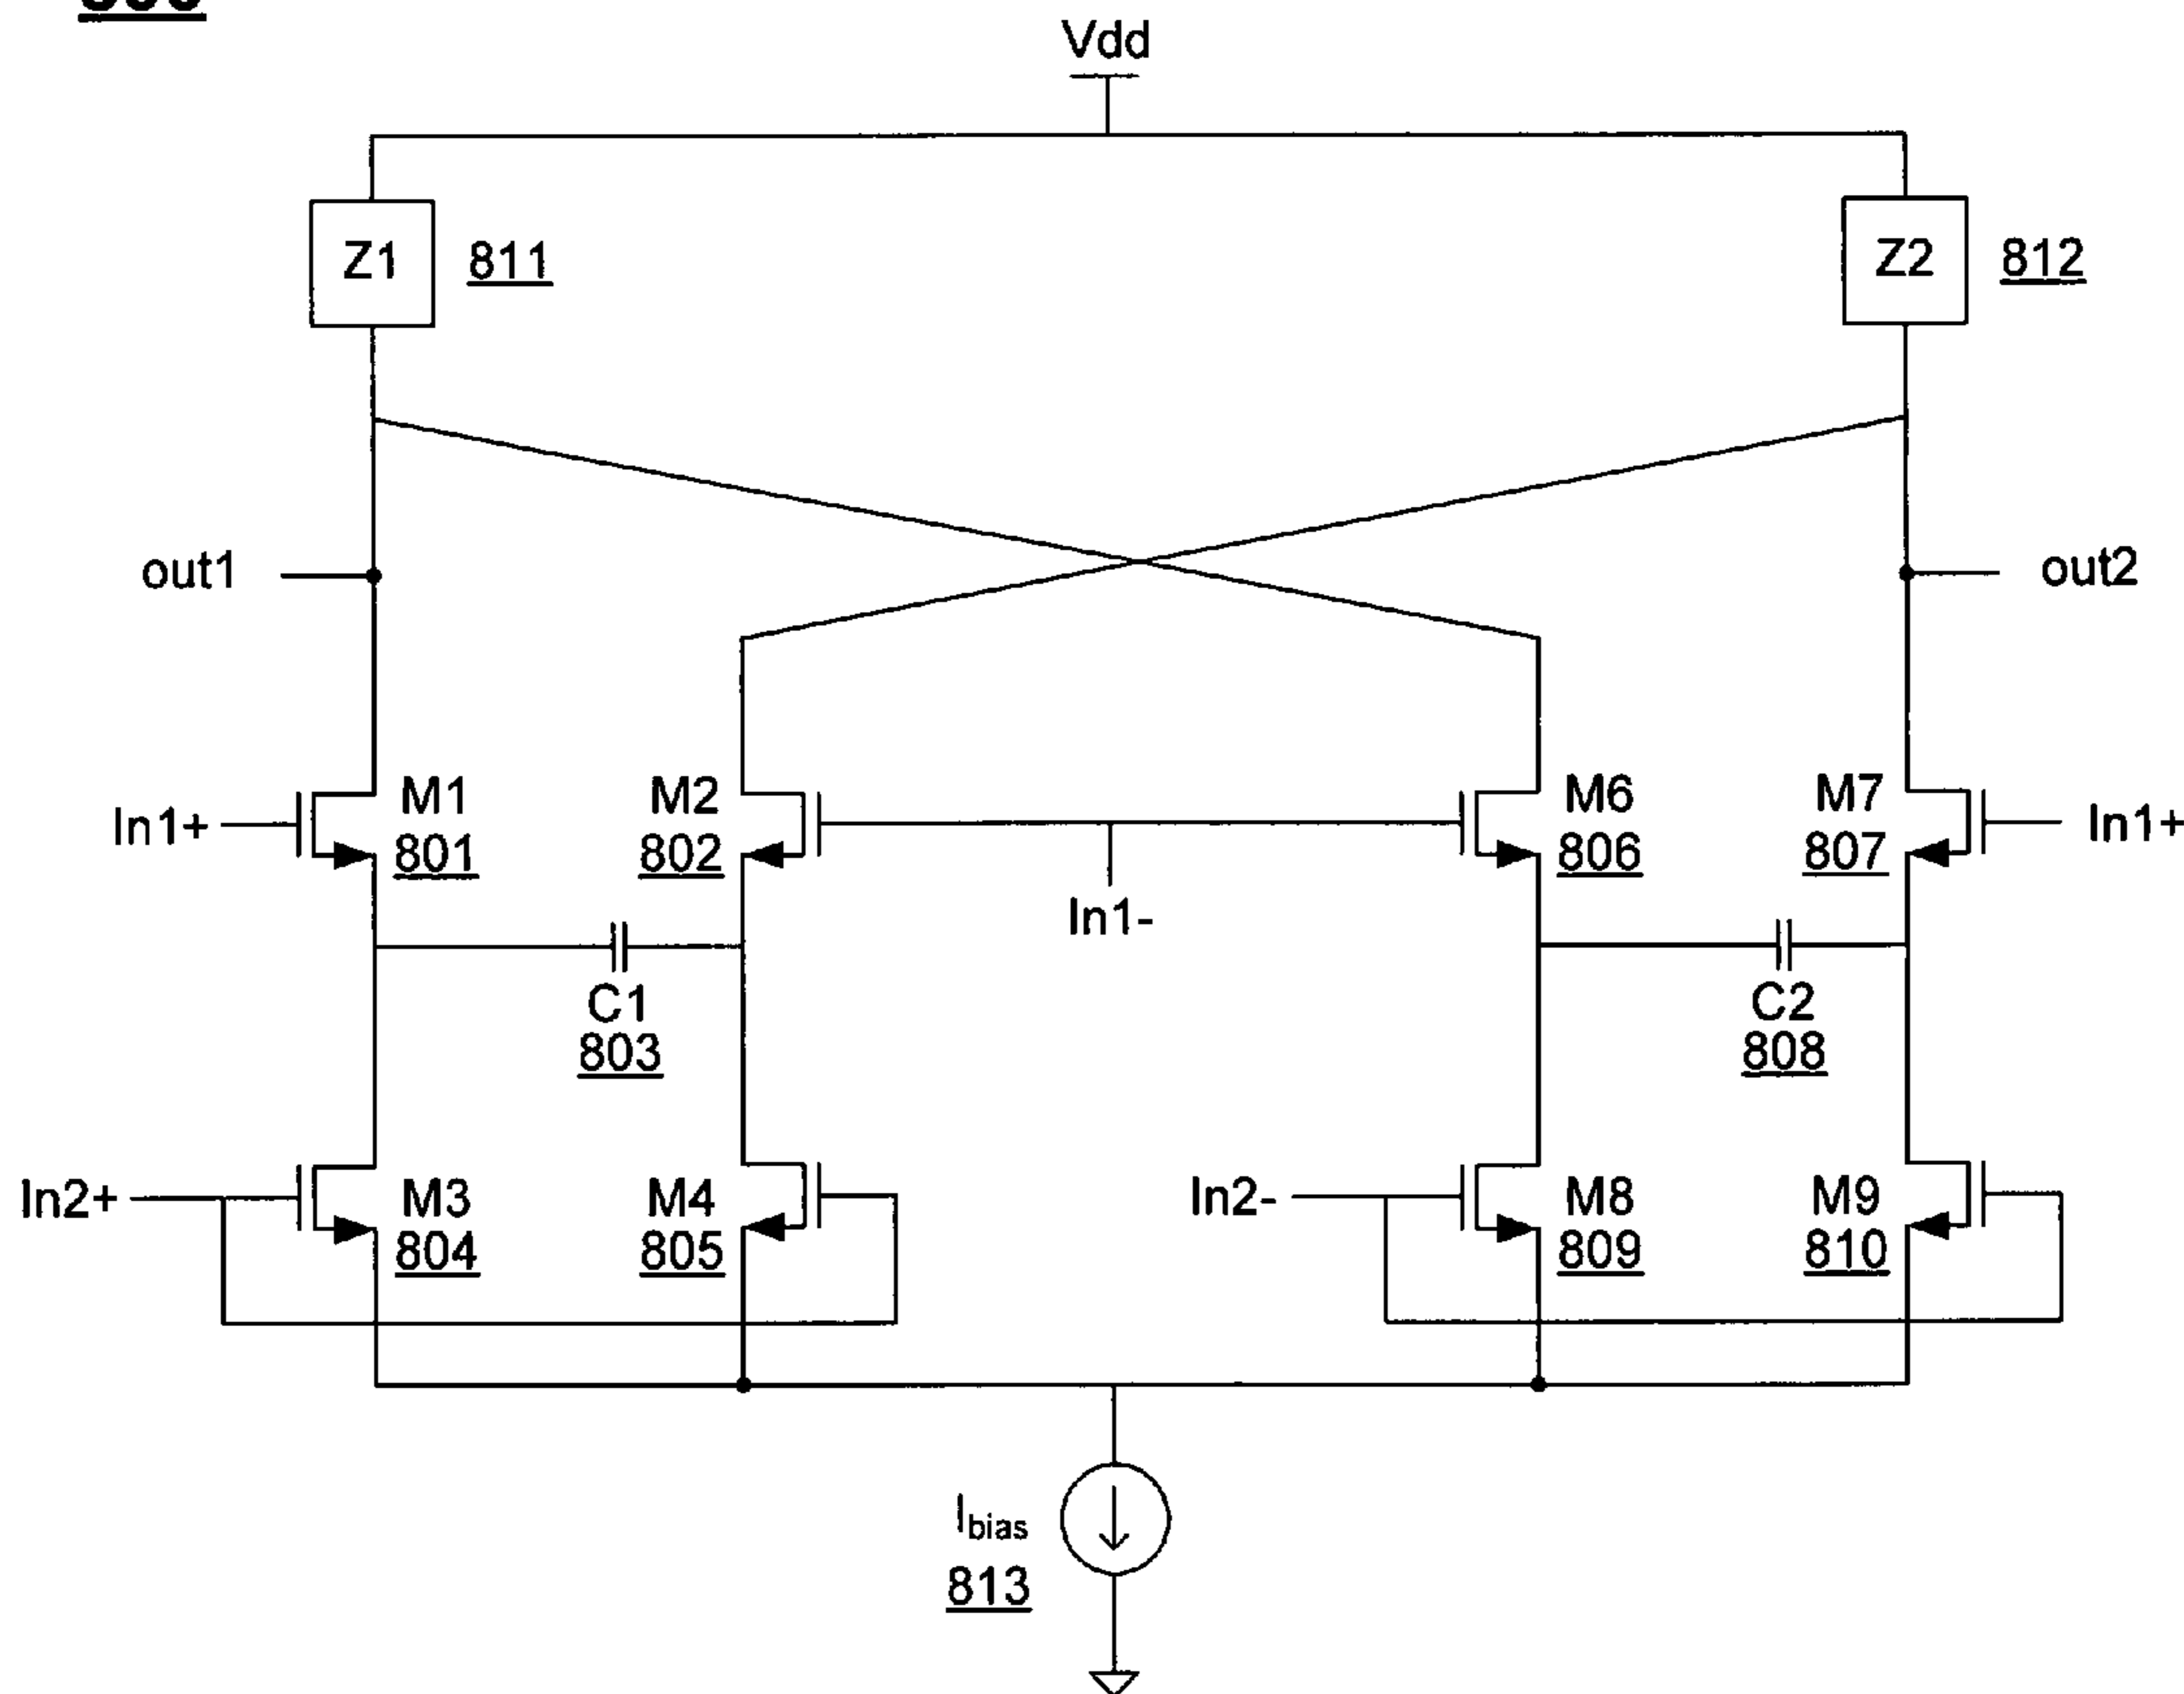 Vdd
Z1 811
Z2 812
out1
out2
In1+
M1
801
M2
802
M6
806
M7
807
In1+
In1-
C1
803
C2
808
In2+
M3
804
M4
805
In2-
M8
809
M9
810
Ibias
813